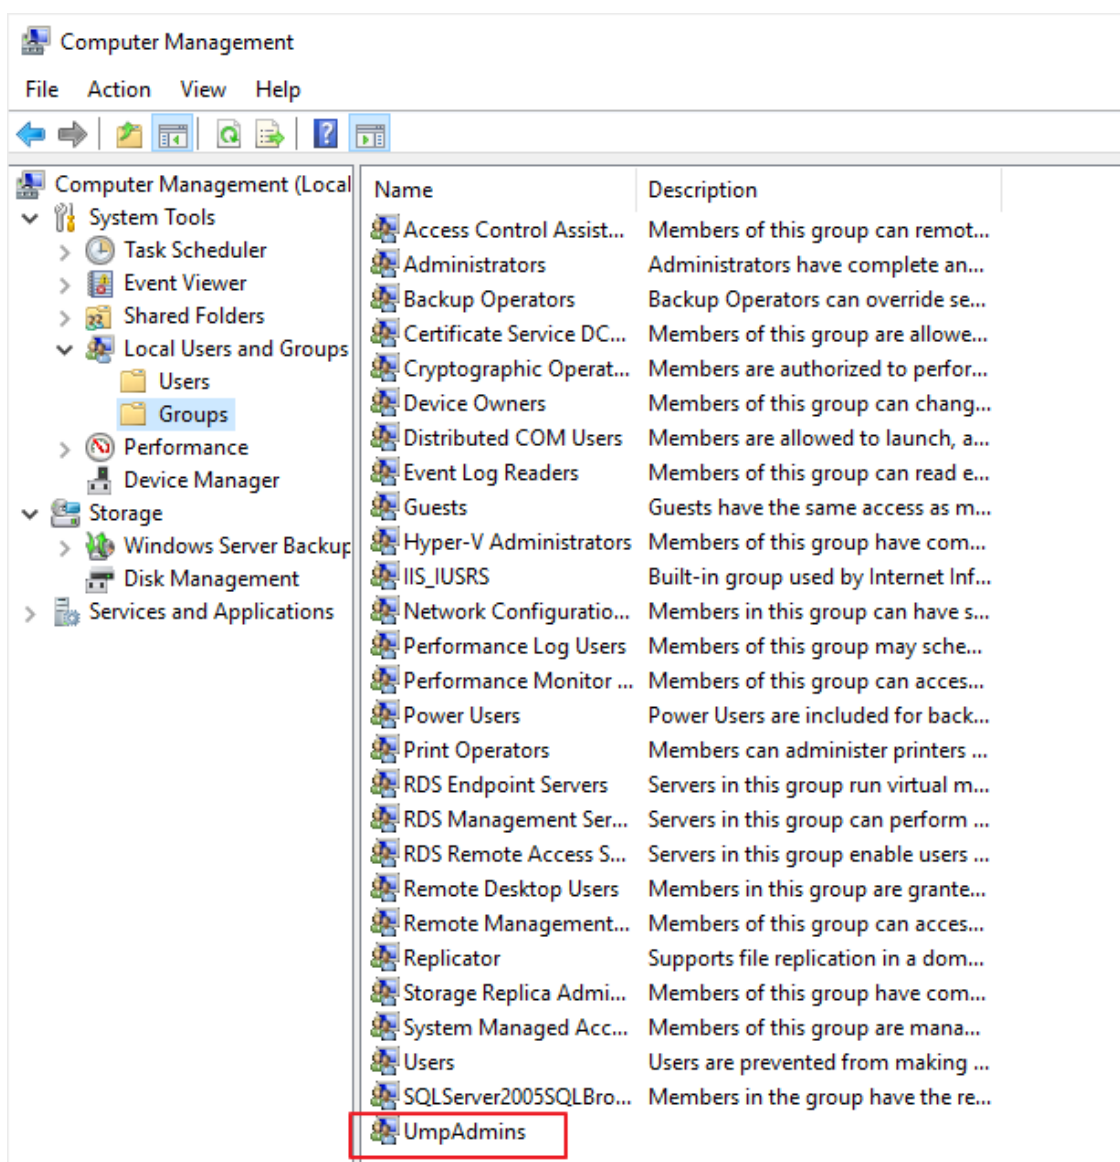 Computer Management
File Action View Help
Computer Management (Local
System Tools
Task Scheduler
Event Viewer
Shared Folders
Local Users and Groups
Users
Groups
Performance
Device Manager
Storage
Windows Server Backup
Disk Management
Services and Applications
Name Description
Access Control Assist... Members of this group can remot...
Administrators Administrators have complete an...
Backup Operators Backup Operators can override se...
Certificate Service DC... Members of this group are allowe...
Cryptographic Operat... Members are authorized to perfor...
Device Owners Members of this group can chang...
Distributed COM Users Members are allowed to launch, a...
Event Log Readers Members of this group can read e...
Guests Guests have the same access as m...
Hyper-V Administrators Members of this group have com...
IIS_IUSRS Built-in group used by Internet Inf...
Network Configuratio... Members in this group can have s...
Performance Log Users Members of this group may sche...
Performance Monitor ... Members of this group can acces...
Power Users Power Users are included for back...
Print Operators Members can administer printers ...
RDS Endpoint Servers Servers in this group run virtual m...
RDS Management Ser... Servers in this group can perform ...
RDS Remote Access S... Servers in this group enable users ...
Remote Desktop Users Members in this group are grante...
Remote Management... Members of this group can acces...
Replicator Supports file replication in a dom...
Storage Replica Admi... Members of this group have com...
System Managed Acc... Members of this group are mana...
Users Users are prevented from making ...
SQLServer2005SQLBro... Members in the group have the re...
UmpAdmins